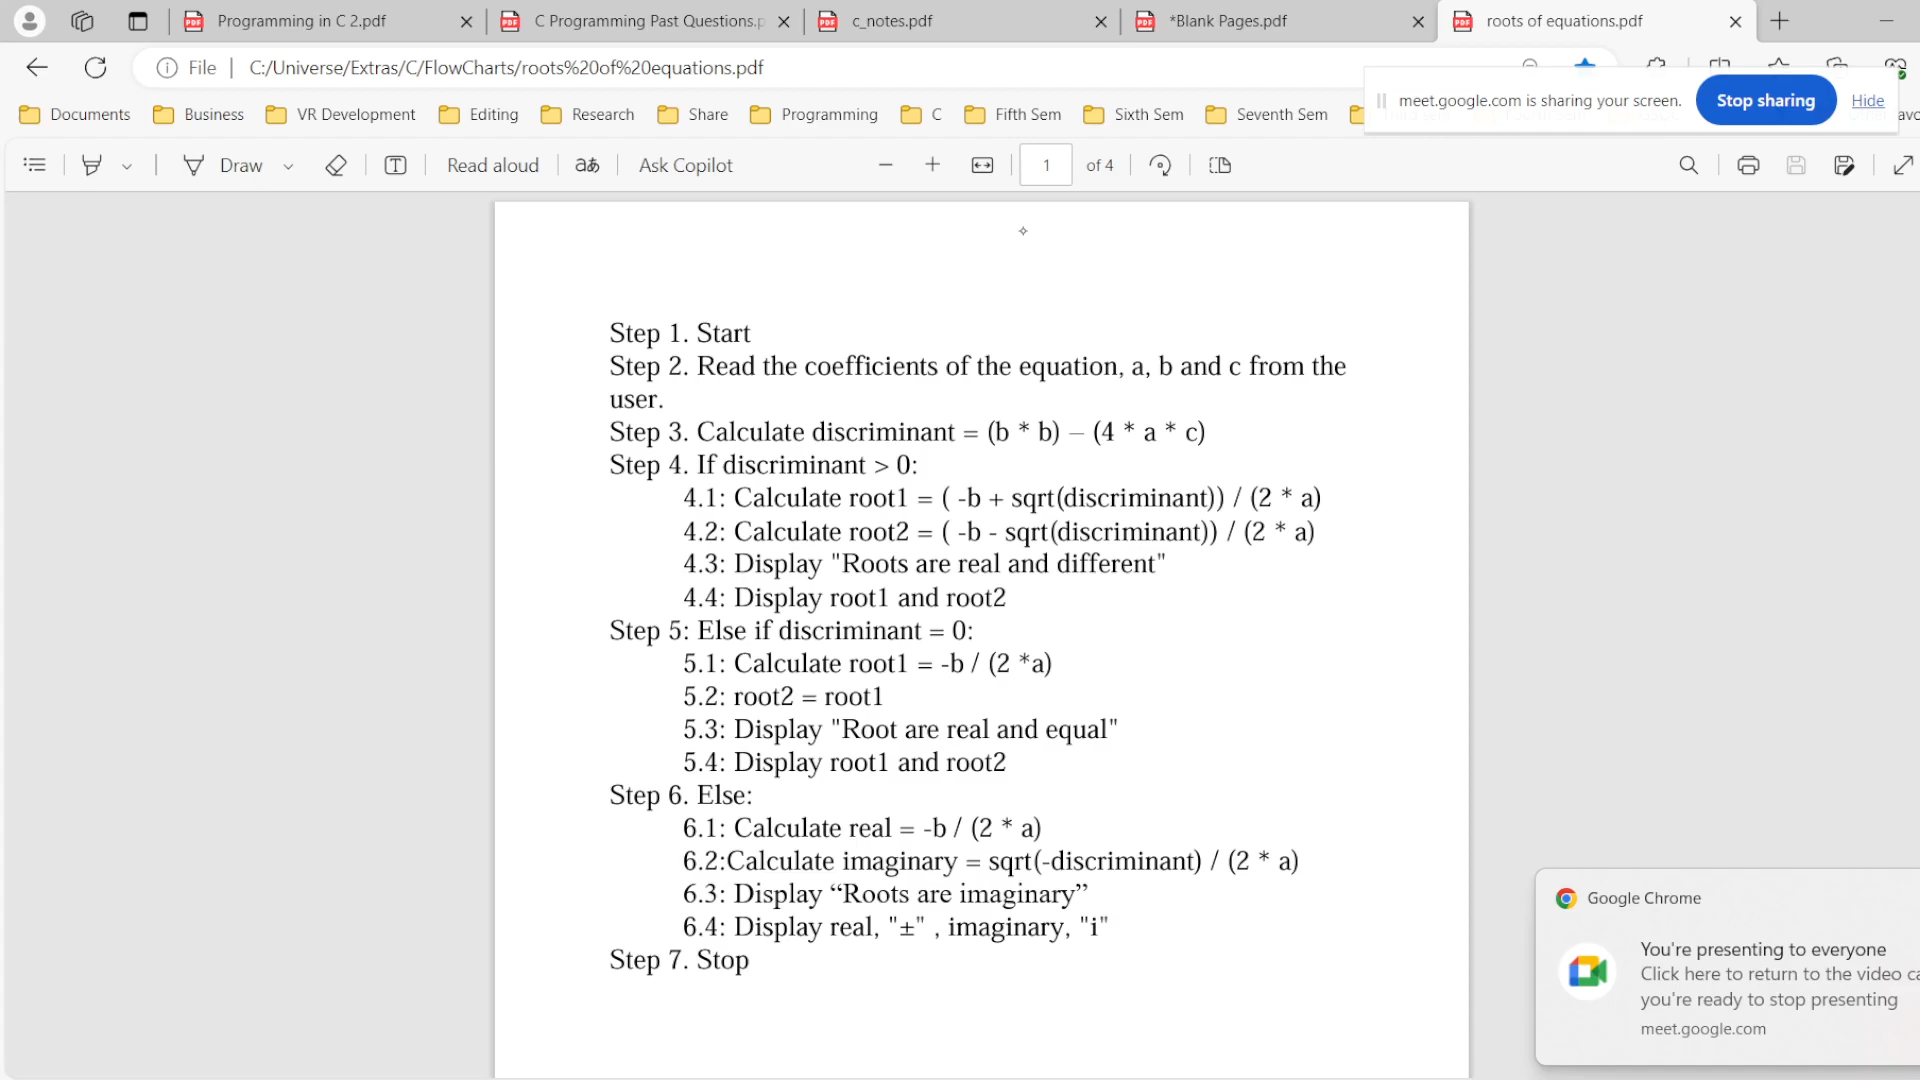 Programming in C 2.pdf
C Programming Past Questions.p
c_notes.pdf
*Blank Pages.pdf
roots of equations.pdf
File
C:/Universe/Extras/C/FlowCharts/roots%20of%20equations.pdf
meet.google.com is sharing your screen.
Stop sharing
Hide
Documents
Business
VR Development
Editing
Research
Share
Programming
C
Fifth Sem
Sixth Sem
Seventh Sem
Draw
Read aloud
aあ
Ask Copilot
1
of 4
Step 1. Start
Step 2. Read the coefficients of the equation, a, b and c from the
user.
Step 3. Calculate discriminant = (b * b) – (4 * a * c)
Step 4. If discriminant > 0:
4.1: Calculate root1 = ( -b + sqrt(discriminant)) / (2 * a)
4.2: Calculate root2 = ( -b - sqrt(discriminant)) / (2 * a)
4.3: Display "Roots are real and different"
4.4: Display root1 and root2
Step 5: Else if discriminant = 0:
5.1: Calculate root1 = -b / (2 *a)
5.2: root2 = root1
5.3: Display "Root are real and equal"
5.4: Display root1 and root2
Step 6. Else:
6.1: Calculate real = -b / (2 * a)
6.2:Calculate imaginary = sqrt(-discriminant) / (2 * a)
6.3: Display “Roots are imaginary”
6.4: Display real, "±" , imaginary, "i"
Step 7. Stop
Google Chrome
You're presenting to everyone
Click here to return to the video ca
you're ready to stop presenting
meet.google.com